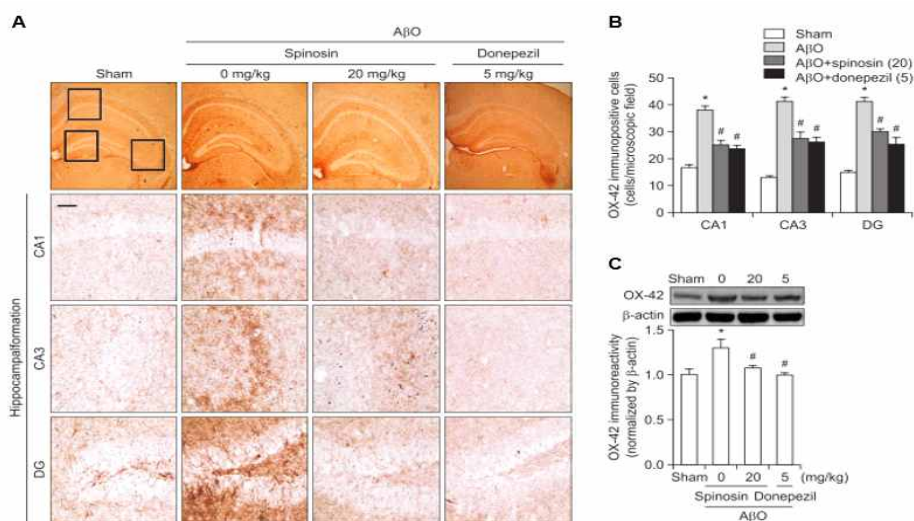 A
AβO
Spinosin
Donepezil
Sham
0 mg/kg
20 mg/kg
5 mg/kg
Hippocampalformation
CA1
CA3
DG
B
Sham
AβO
AβO+spinosin (20)
AβO+donepezil (5)
OX-42 immunopositive cells
(cells/microscopic field)
50
40
30
20
10
0
*
#
#
*
#
#
*
#
#
CA1
CA3
DG
C
Sham
0
20
5
OX-42
β-actin
OX-42 immunoreactivity
(normalized by β-actin)
1.5
1.0
0.5
0.0
*
#
#
Sham
0
20
5
(mg/kg)
Spinosin
Donepezil
AβO